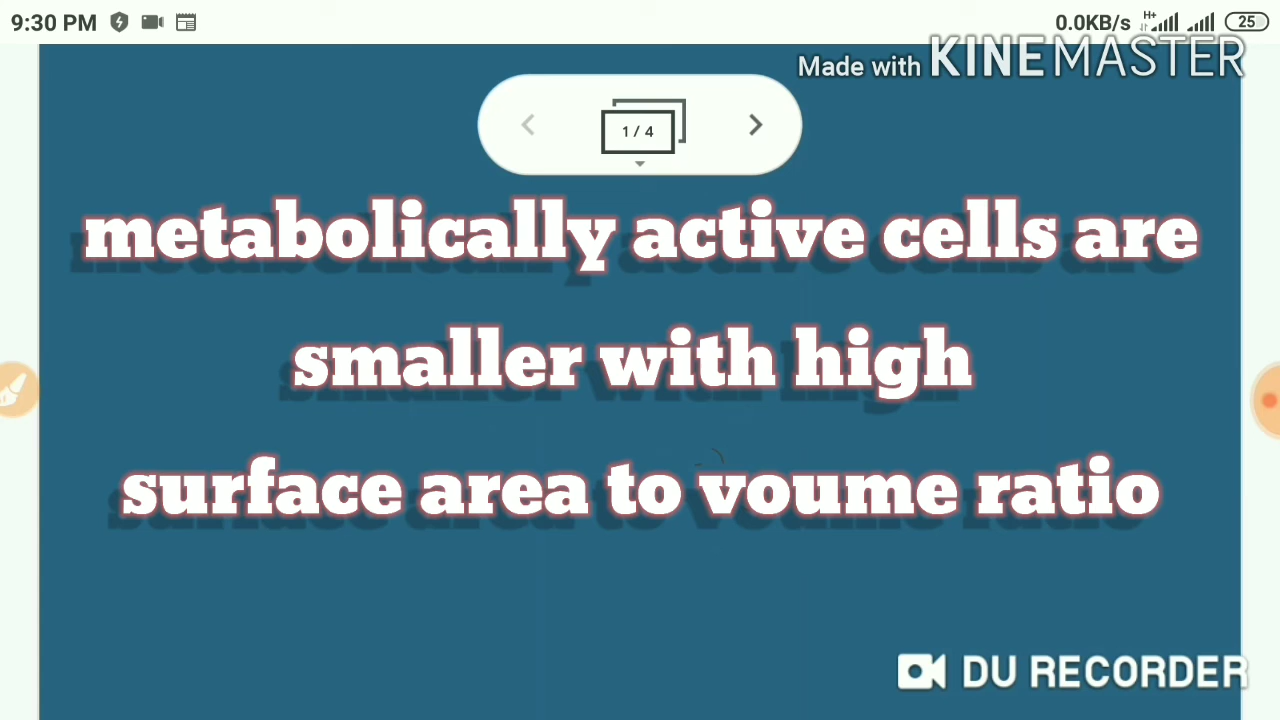 9:30 PM
0.0KB/s H+ 25
Made with KINEMASTER
1 / 4
metabolically active cells are
smaller with high
surface area to voume ratio
DU RECORDER